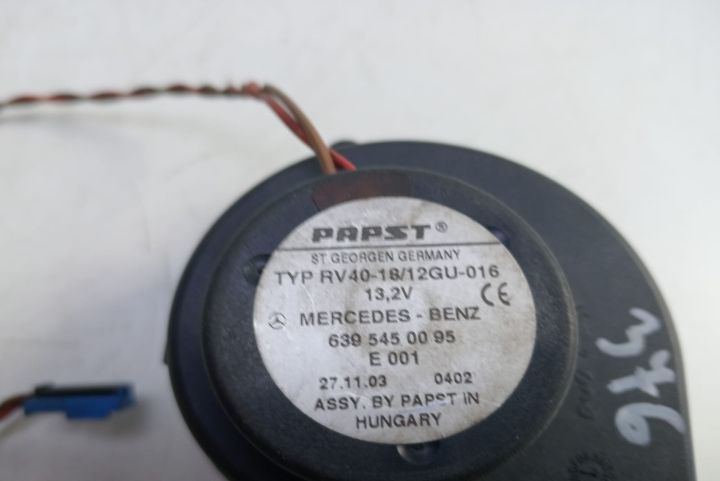 PAPST®
ST. GEORGEN GERMANY
TYP RV40-18/12GU-016
13,2V CE
MERCEDES - BENZ
639 545 00 95
E 001
27.11.03 0402
ASSY. BY PAPST IN
HUNGARY